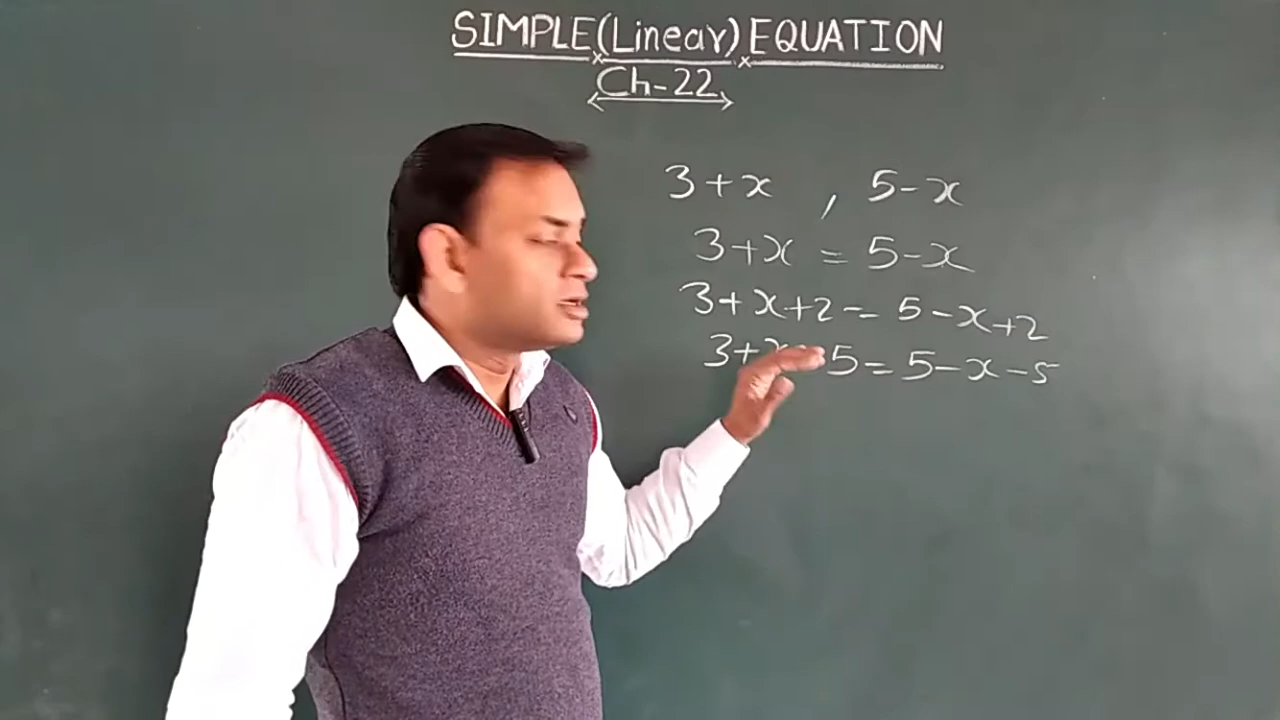 SIMPLE(Linear) EQUATION
Ch-22
3+x , 5-x
3+x = 5-x
3+x+2 = 5-x+2
3+x 5 = 5-x-5